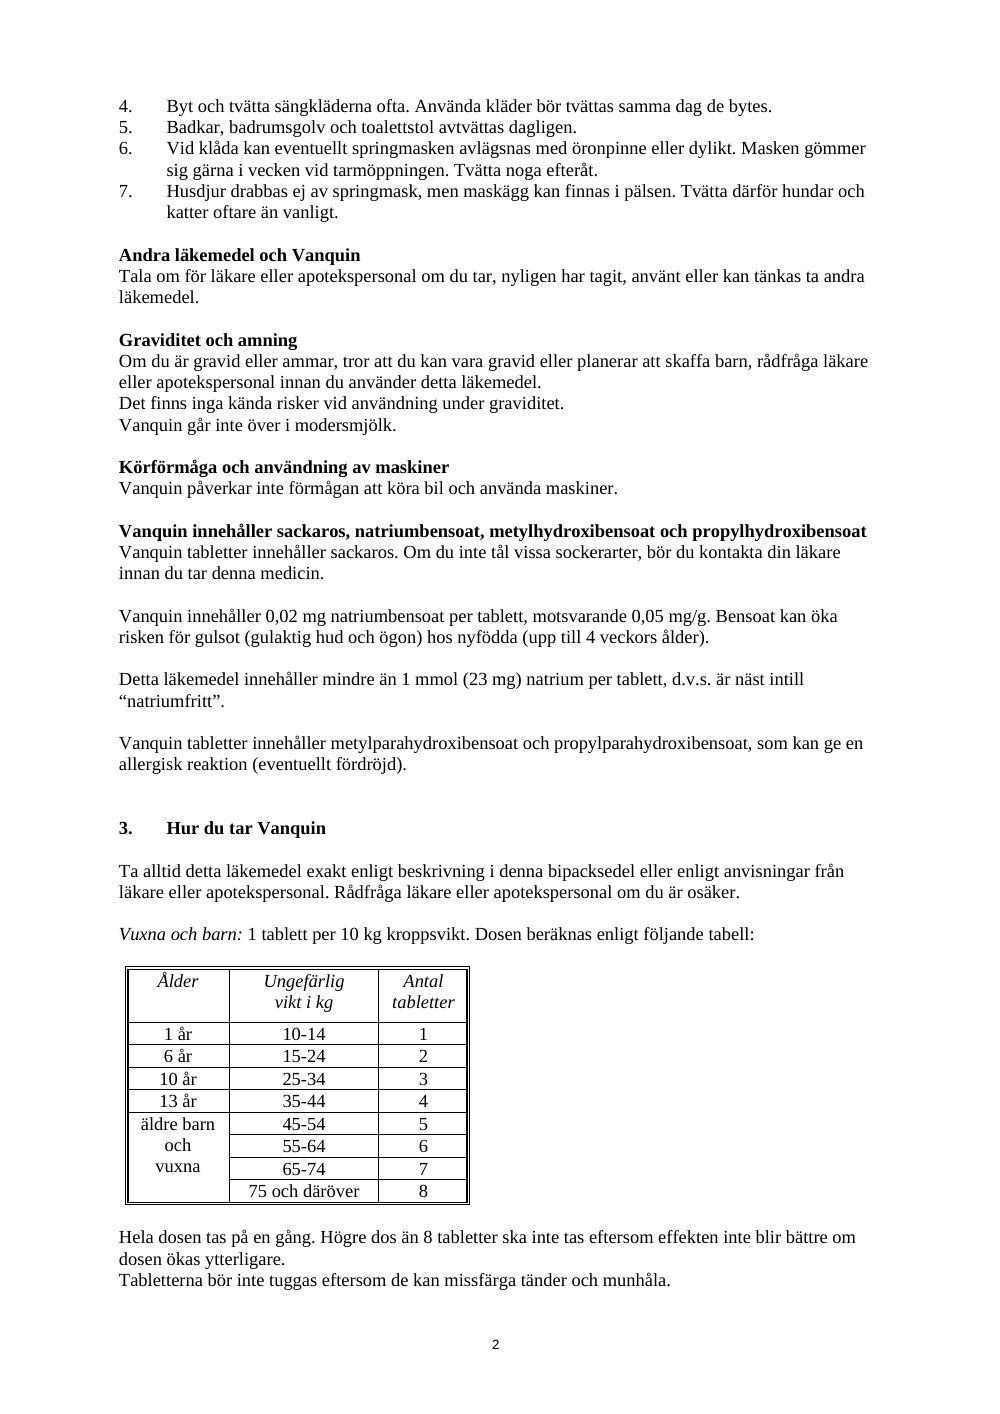 4. Byt och tvätta sängkläderna ofta. Använda kläder bör tvättas samma dag de bytes.
5. Badkar, badrumsgolv och toalettstol avtvättas dagligen.
6. Vid klåda kan eventuellt springmasken avlägsnas med öronpinne eller dylikt. Masken gömmer
sig gärna i vecken vid tarmöppningen. Tvätta noga efteråt.
7. Husdjur drabbas ej av springmask, men maskägg kan finnas i pälsen. Tvätta därför hundar och
katter oftare än vanligt.
Andra läkemedel och Vanquin
Tala om för läkare eller apotekspersonal om du tar, nyligen har tagit, använt eller kan tänkas ta andra
läkemedel.
Graviditet och amning
Om du är gravid eller ammar, tror att du kan vara gravid eller planerar att skaffa barn, rådfråga läkare
eller apotekspersonal innan du använder detta läkemedel.
Det finns inga kända risker vid användning under graviditet.
Vanquin går inte över i modersmjölk.
Körförmåga och användning av maskiner
Vanquin påverkar inte förmågan att köra bil och använda maskiner.
Vanquin innehåller sackaros, natriumbensoat, metylhydroxibensoat och propylhydroxibensoat
Vanquin tabletter innehåller sackaros. Om du inte tål vissa sockerarter, bör du kontakta din läkare
innan du tar denna medicin.
Vanquin innehåller 0,02 mg natriumbensoat per tablett, motsvarande 0,05 mg/g. Bensoat kan öka
risken för gulsot (gulaktig hud och ögon) hos nyfödda (upp till 4 veckors ålder).
Detta läkemedel innehåller mindre än 1 mmol (23 mg) natrium per tablett, d.v.s. är näst intill
“natriumfritt”.
Vanquin tabletter innehåller metylparahydroxibensoat och propylparahydroxibensoat, som kan ge en
allergisk reaktion (eventuellt fördröjd).
3. Hur du tar Vanquin
Ta alltid detta läkemedel exakt enligt beskrivning i denna bipacksedel eller enligt anvisningar från
läkare eller apotekspersonal. Rådfråga läkare eller apotekspersonal om du är osäker.
Vuxna och barn: 1 tablett per 10 kg kroppsvikt. Dosen beräknas enligt följande tabell:
Ålder Ungefärlig Antal
vikt i kg tabletter
1 år 10-14 1
6 år 15-24 2
10 år 25-34 3
13 år 35-44 4
äldre barn 45-54 5
och 55-64 6
vuxna 65-74 7
75 och däröver 8
Hela dosen tas på en gång. Högre dos än 8 tabletter ska inte tas eftersom effekten inte blir bättre om
dosen ökas ytterligare.
Tabletterna bör inte tuggas eftersom de kan missfärga tänder och munhåla.
2